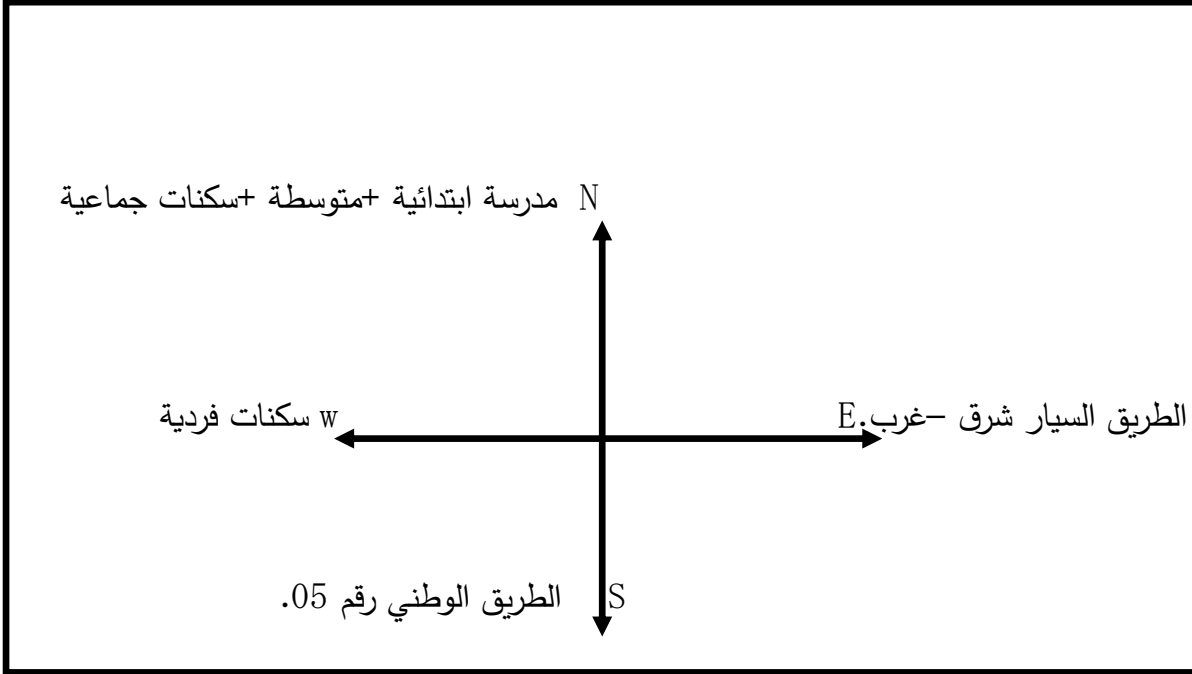 N مدرسة ابتدائية +متوسطة +سكنات جماعية
الطريق السيار شرق –غرب.E
w سكنات فردية
S الطريق الوطني رقم 05.